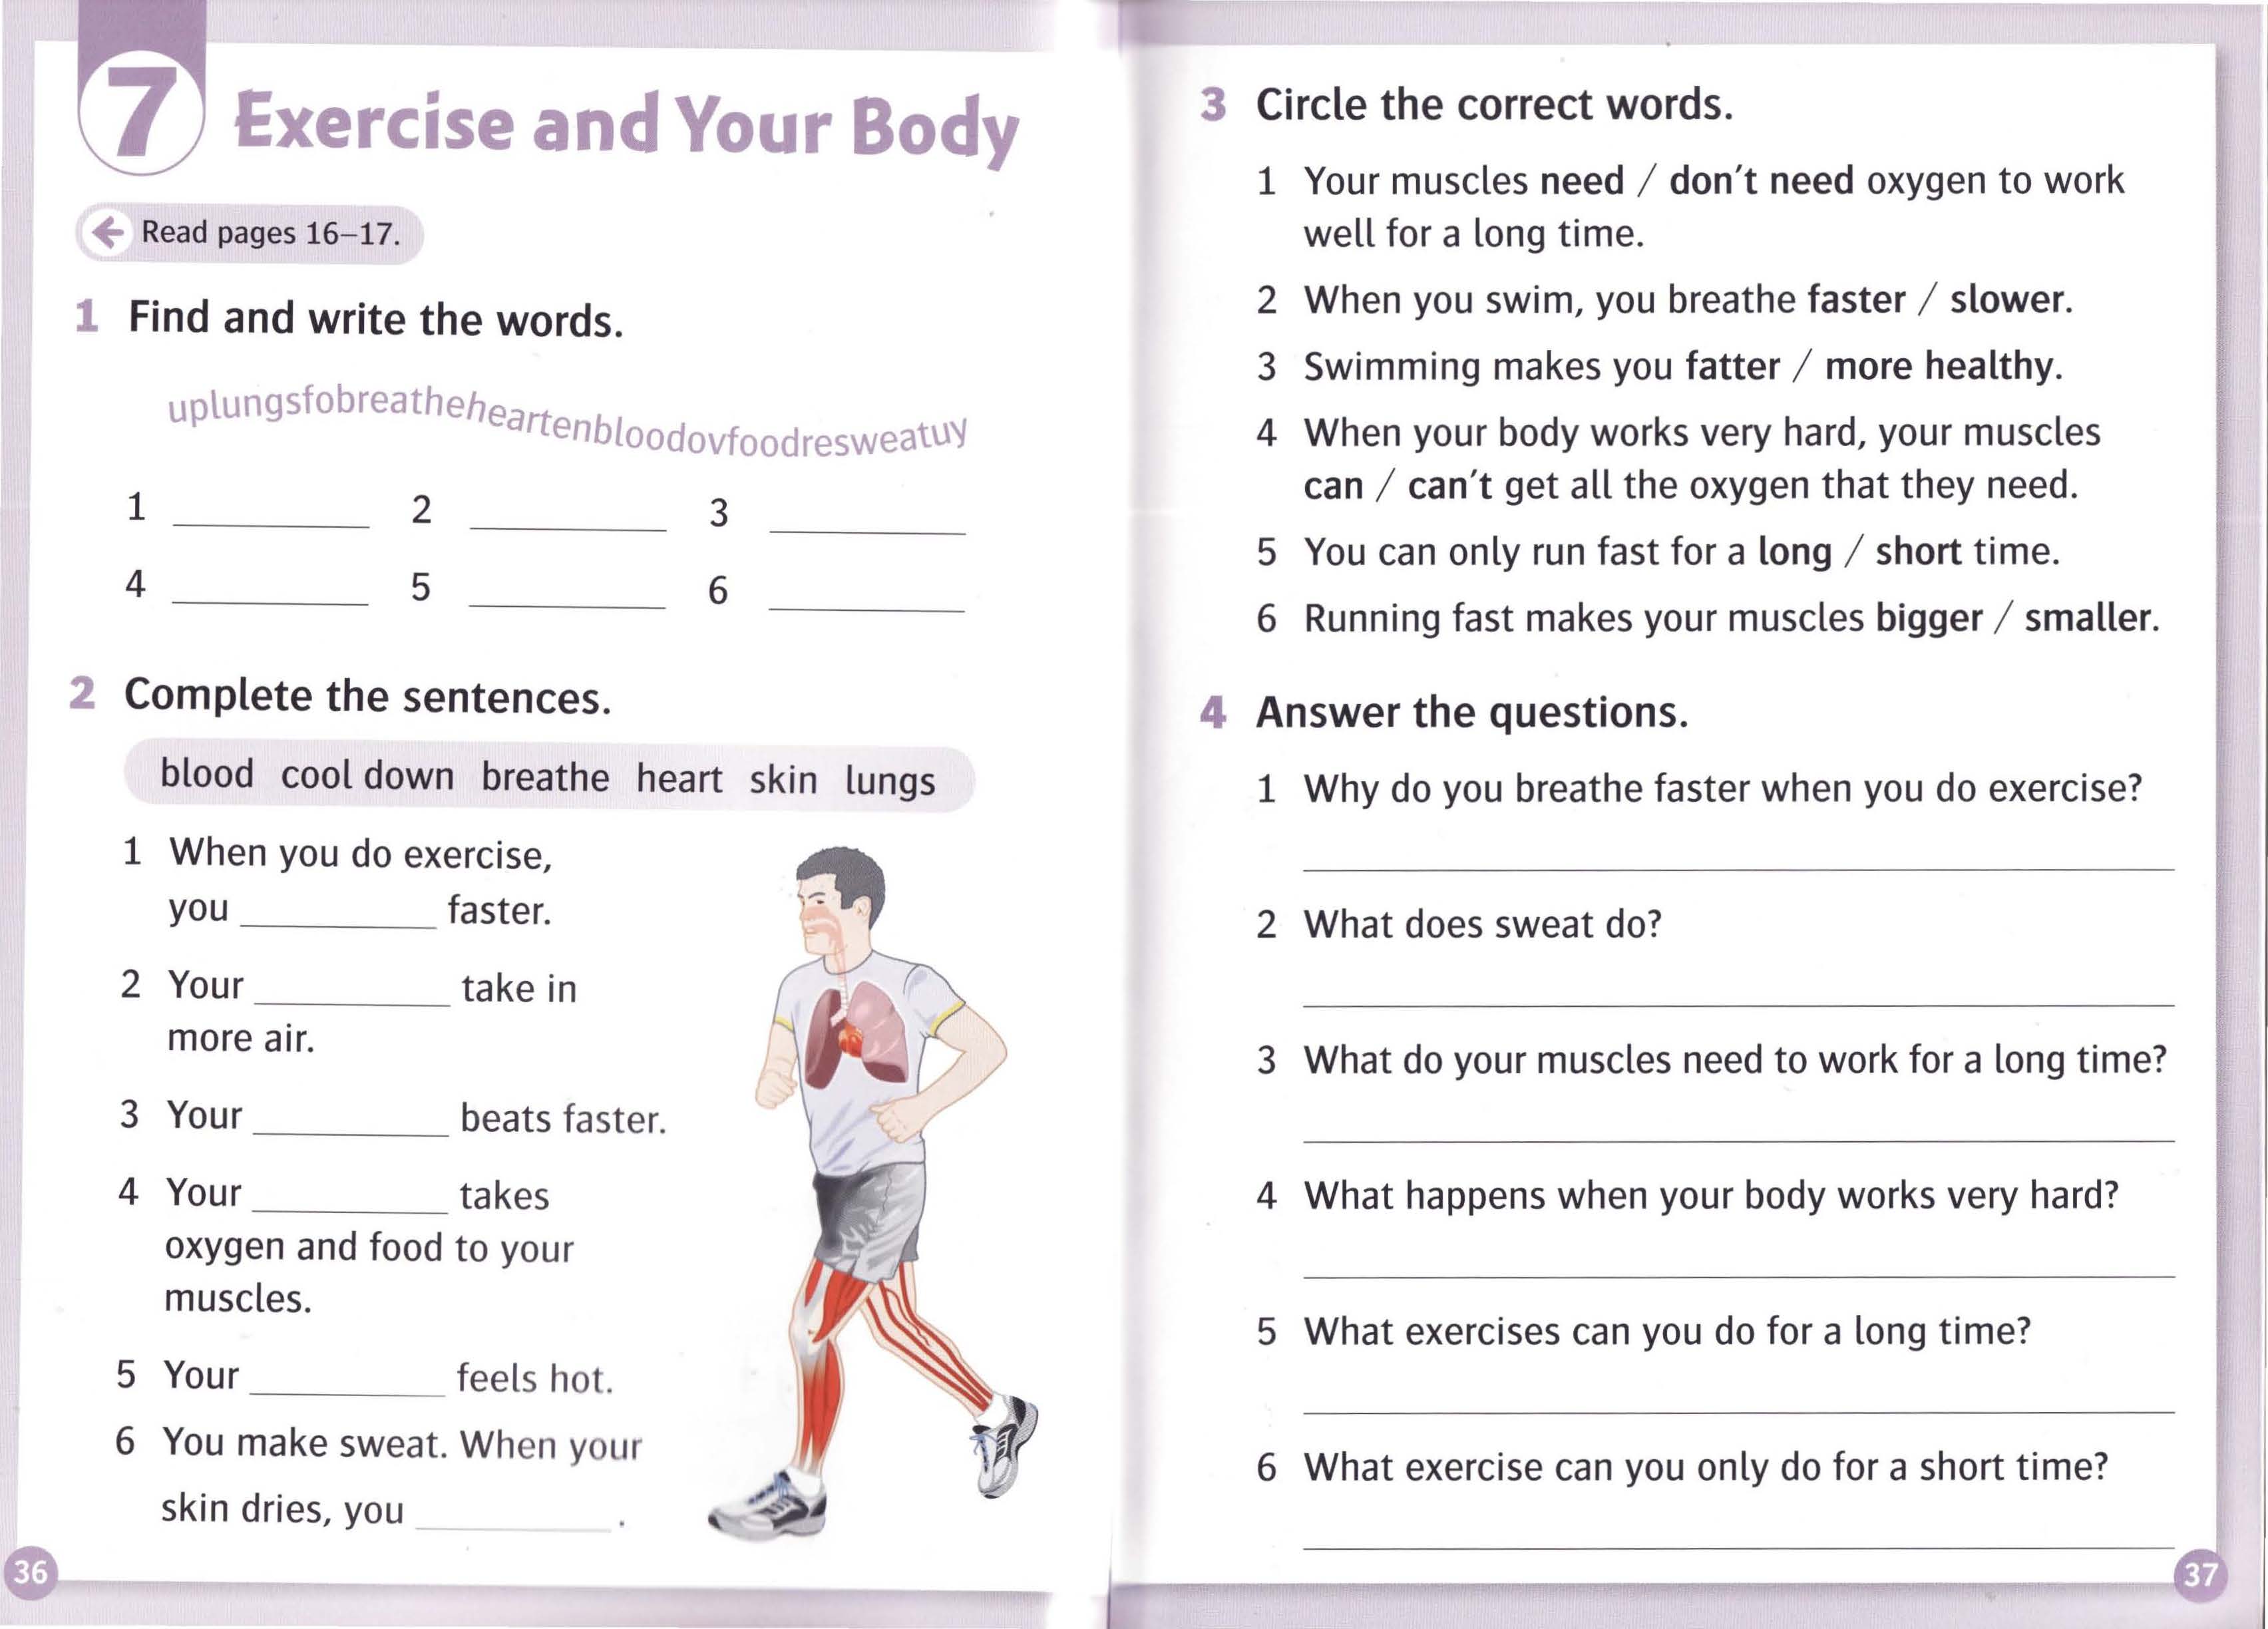 7
Exercise and Your Body
Read pages 16–17.
1 Find and write the words.
uplungsfobreatheheartenbloodovfoodresweatuy
1 ________ 2 ________ 3 ________
4 ________ 5 ________ 6 ________
2 Complete the sentences.
blood cool down breathe heart skin lungs
1 When you do exercise,
you ________ faster.
2 Your ________ take in
more air.
3 Your ________ beats faster.
4 Your ________ takes
oxygen and food to your
muscles.
5 Your ________ feels hot.
6 You make sweat. When your
skin dries, you ________ .
36
3 Circle the correct words.
1 Your muscles need / don't need oxygen to work
well for a long time.
2 When you swim, you breathe faster / slower.
3 Swimming makes you fatter / more healthy.
4 When your body works very hard, your muscles
can / can't get all the oxygen that they need.
5 You can only run fast for a long / short time.
6 Running fast makes your muscles bigger / smaller.
4 Answer the questions.
1 Why do you breathe faster when you do exercise?
2 What does sweat do?
3 What do your muscles need to work for a long time?
4 What happens when your body works very hard?
5 What exercises can you do for a long time?
6 What exercise can you only do for a short time?
37